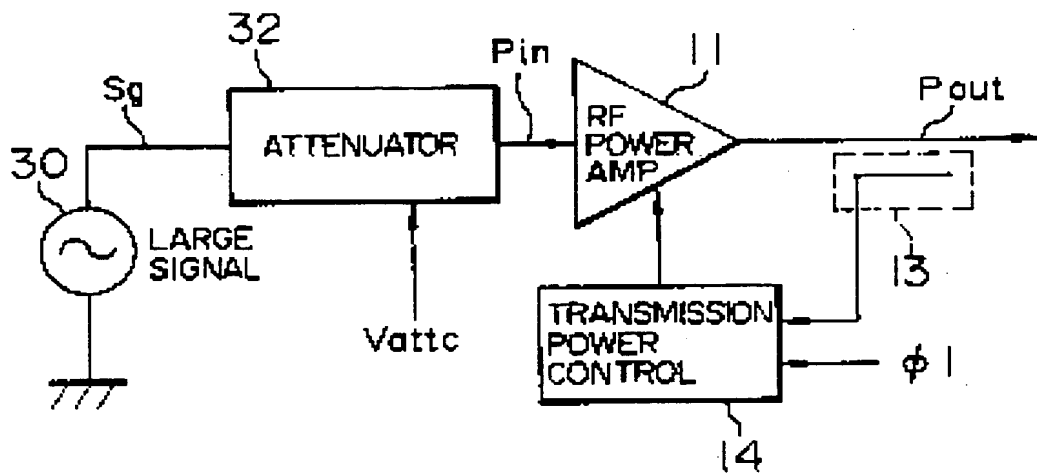 32
Pin
11
Sg
Pout
30
ATTENUATOR
RF
POWER
AMP
LARGE
SIGNAL
13
Vattc
TRANSMISSION
POWER
CONTROL
φ1
14